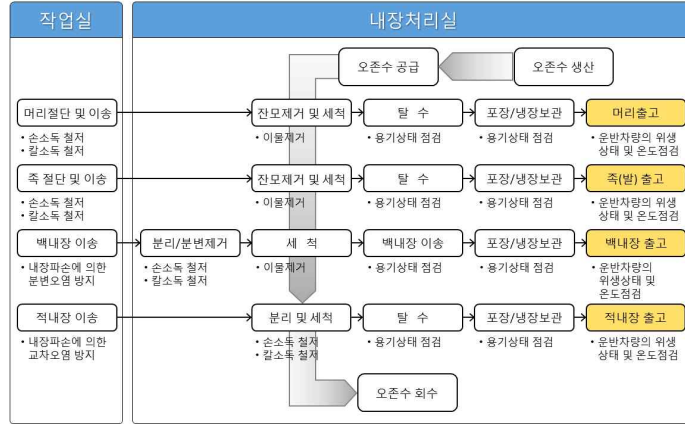 작업실
내장처리실
오존수 공급
오존수 생산
머리절단 및 이송
잔모제거 및 세척
탈 수
포장/냉장보관
머리출고
• 손소독 철저
• 칼소독 철저
• 이물제거
• 용기상태 점검
• 용기상태 점검
• 운반차량의 위생
상태 및 온도점검
족 절단 및 이송
잔모제거 및 세척
탈 수
포장/냉장보관
족(발) 출고
• 손소독 철저
• 칼소독 철저
• 이물제거
• 용기상태 점검
• 용기상태 점검
• 운반차량의 위생
상태 및 온도점검
백내장 이송
분리/분변제거
세 척
백내장 이송
포장/냉장보관
백내장 출고
• 내장파손에 의한
분변오염 방지
• 손소독 철저
• 칼소독 철저
• 이물제거
• 용기상태 점검
• 용기상태 점검
• 운반차량의
위생상태 및
온도점검
적내장 이송
분리 및 세척
탈 수
포장/냉장보관
적내장 출고
• 내장파손에 의한
교차오염 방지
• 손소독 철저
• 칼소독 철저
• 용기상태 점검
• 용기상태 점검
• 운반차량의 위생
상태 및 온도점검
오존수 회수